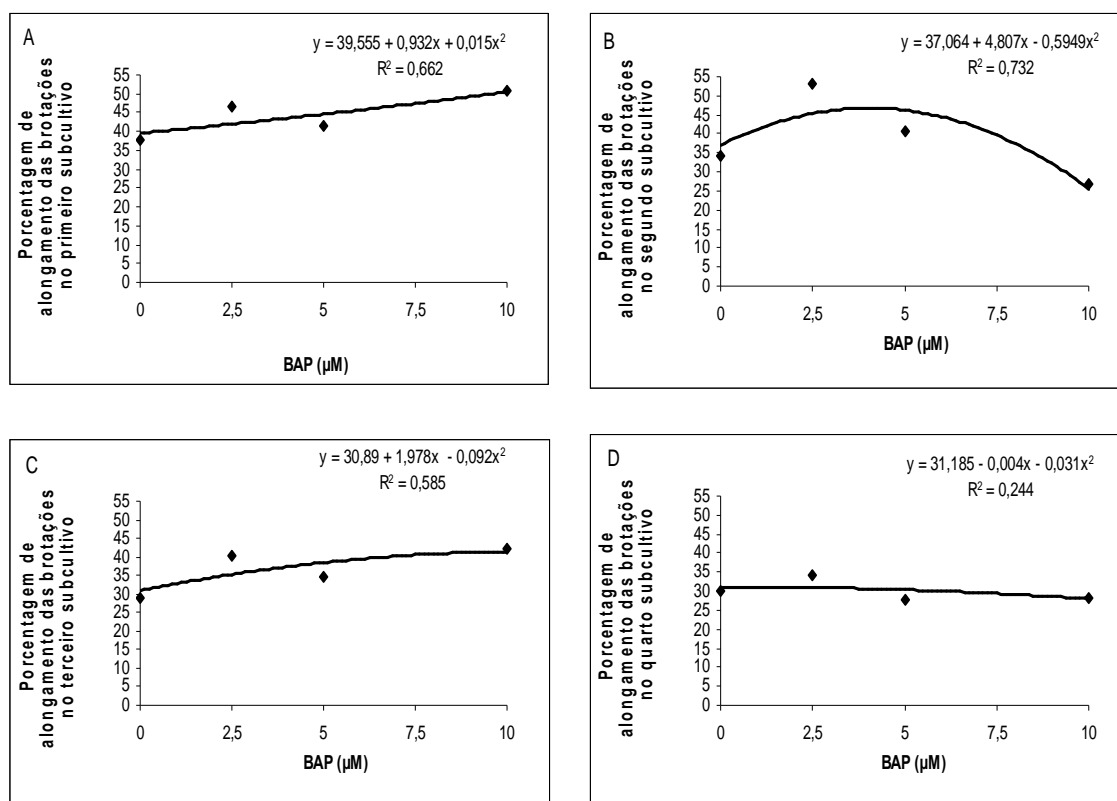 A
y = 39,555 + 0,932x + 0,015x²
R² = 0,662
Porcentagem de
alongamento das brotações
no primeiro subcultivo
55
50
45
40
35
30
25
20
15
10
5
0
0 2,5 5 7,5 10
BAP (µM)
B
y = 37,064 + 4,807x - 0,5949x²
R² = 0,732
Porcentagem de
alongamento das brotações
no segundo subcultivo
55
50
45
40
35
30
25
20
15
10
5
0
0 2,5 5 7,5 10
BAP (µM)
C
y = 30,89 + 1,978x - 0,092x²
R² = 0,585
Porcentagem de
alongamento das brotações
no terceiro subcultivo
55
50
45
40
35
30
25
20
15
10
5
0
0 2,5 5 7,5 10
BAP (µM)
D
y = 31,185 - 0,004x - 0,031x²
R² = 0,244
Porcentagem de
alongamento das brotações
no quarto subcultivo
55
50
45
40
35
30
25
20
15
10
5
0
0 2,5 5 7,5 10
BAP (µM)